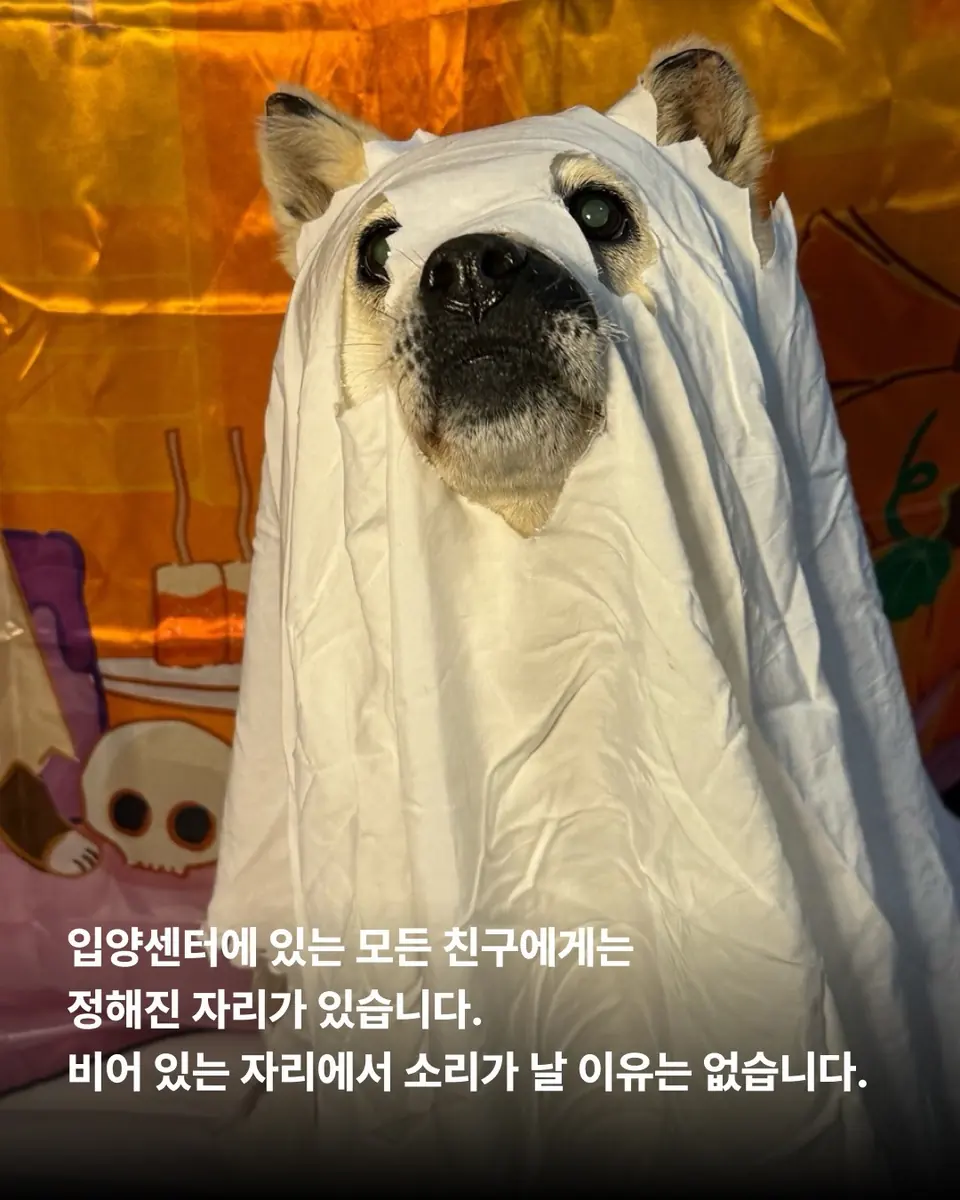 입양센터에 있는 모든 친구에게는
정해진 자리가 있습니다.
비어 있는 자리에서 소리가 날 이유는 없습니다.